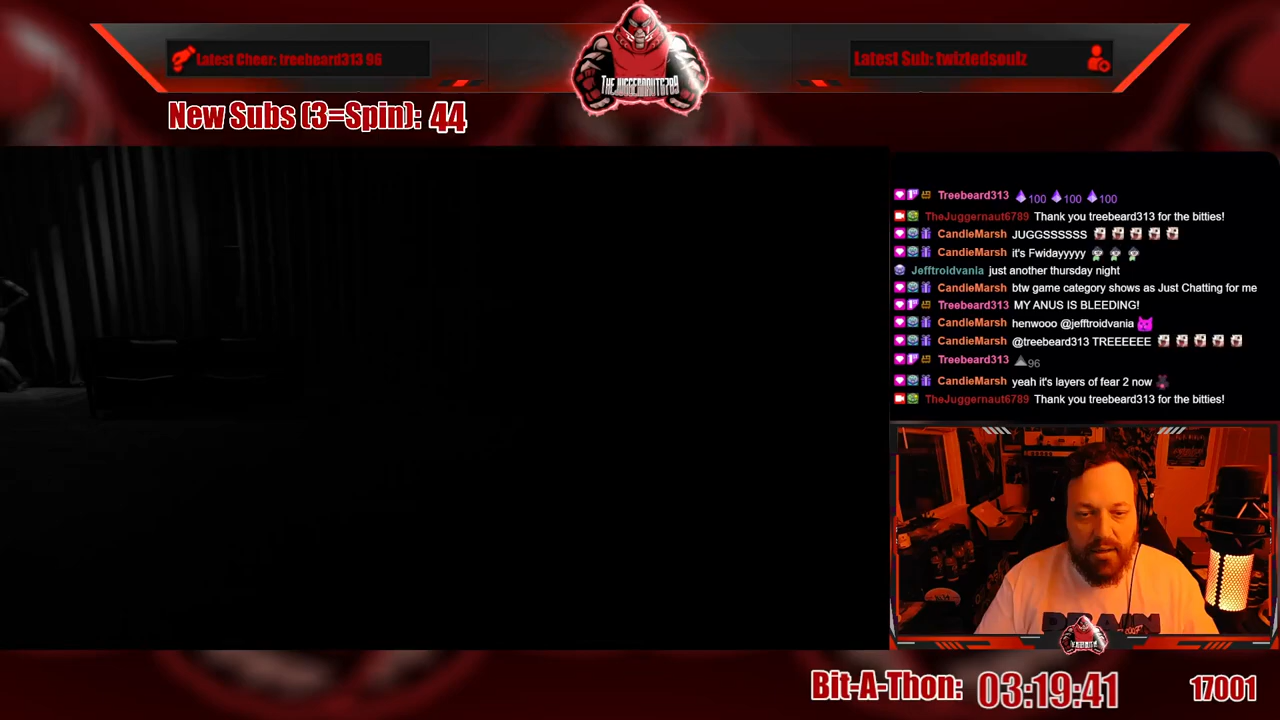 Latest Cheer: treebeard313 96
Latest Sub: twiztedsoulz
THEJUGGERNAUT6789
New Subs (3=Spin): 44
Treebeard313 100 100 100
TheJuggernaut6789 Thank you treebeard313 for the bitties!
CandieMarsh JUGGSSSSSS
CandieMarsh it's Fwidayyyyy
Jefftroidvania just another thursday night
CandieMarsh btw game category shows as Just Chatting for me
Treebeard313 MY ANUS IS BLEEDING!
CandieMarsh henwooo @jefftroidvania
CandieMarsh @treebeard313 TREEEEEE
Treebeard313 96
CandieMarsh yeah it's layers of fear 2 now
TheJuggernaut6789 Thank you treebeard313 for the bitties!
Bit-A-Thon: 03:19:41 17001